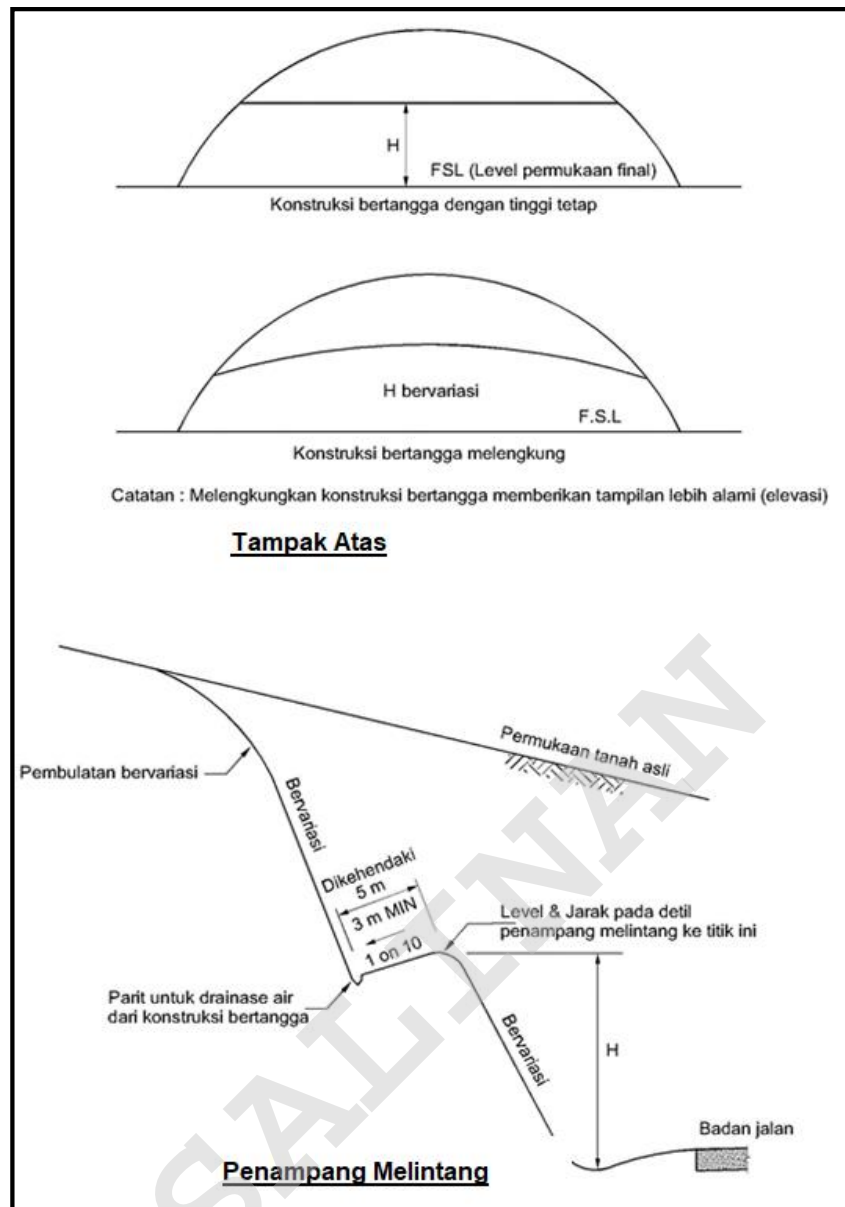 H
FSL (Level permukaan final)
Konstruksi bertangga dengan tinggi tetap
H bervariasi
F.S.L
Konstruksi bertangga melengkung
Catatan : Melengkungkan konstruksi bertangga memberikan tampilan lebih alami (elevasi)
Tampak Atas
Permukaan tanah asli
Pembulatan bervariasi
Bervariasi
Dikehendaki
5 m
3 m MIN
1 on 10
Level & Jarak pada detil
penampang melintang ke titik ini
Parit untuk drainase air
dari konstruksi bertangga
Bervariasi
H
Badan jalan
Penampang Melintang
SALINAN